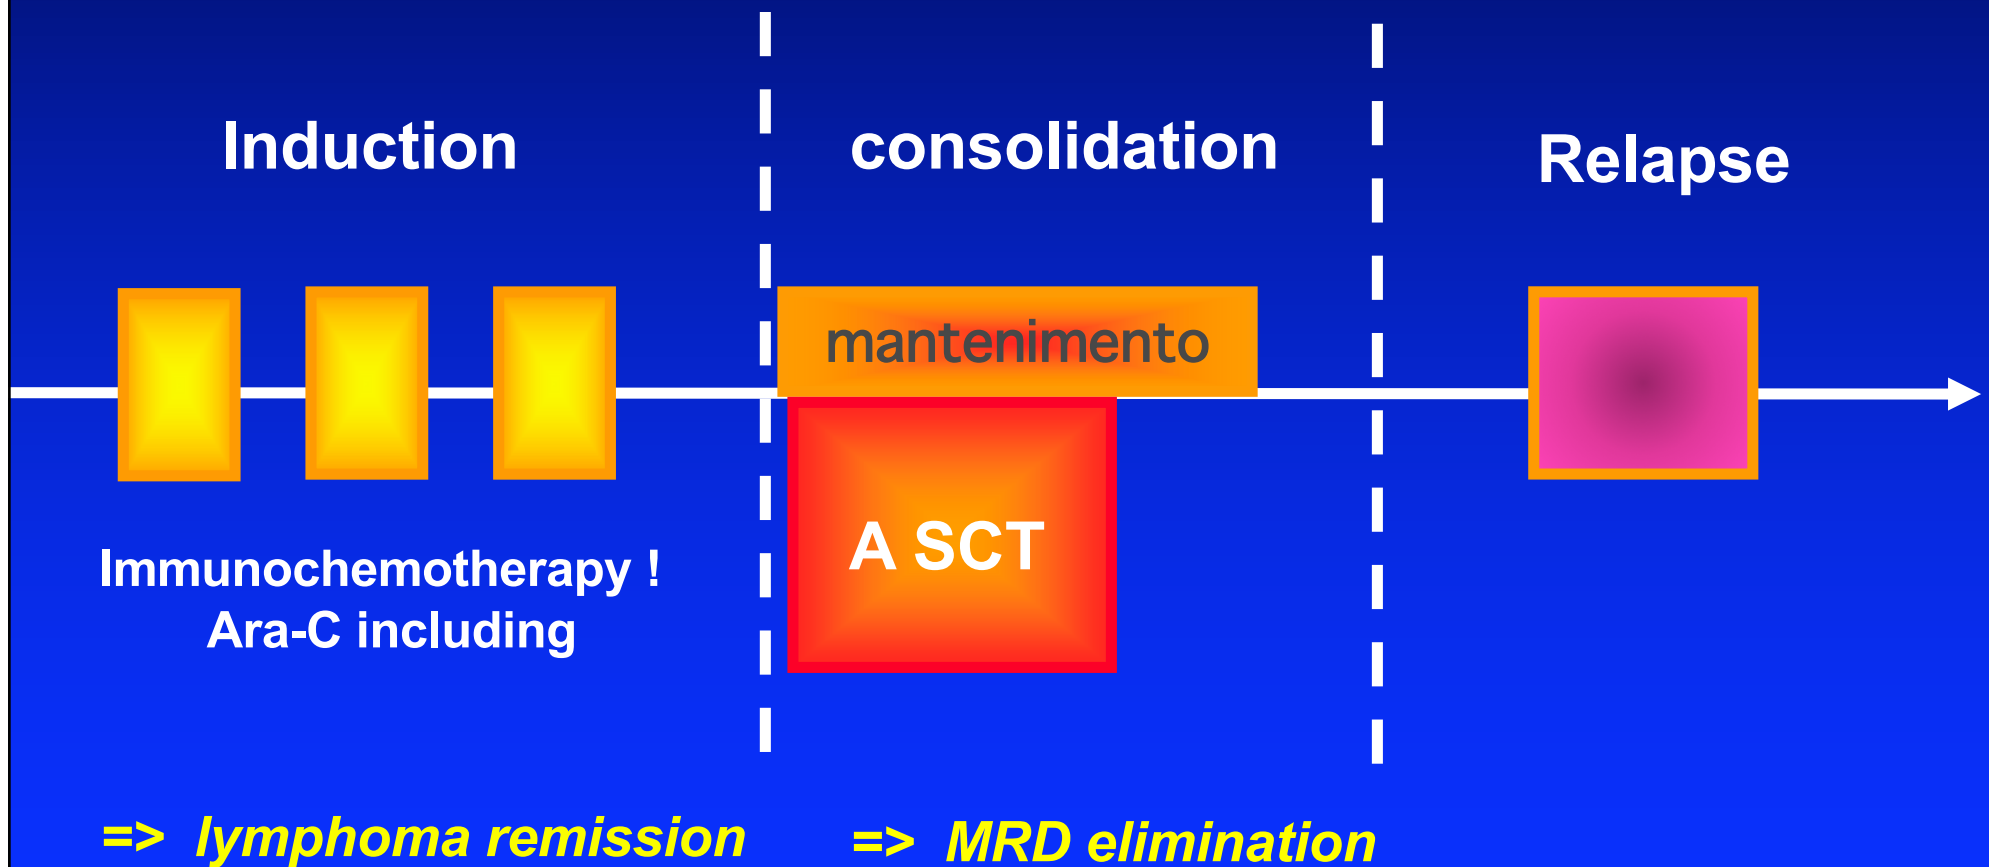 Induction
consolidation
Relapse
mantenimento
A SCT
Immunochemotherapy !
Ara-C including
=> lymphoma remission
=> MRD elimination